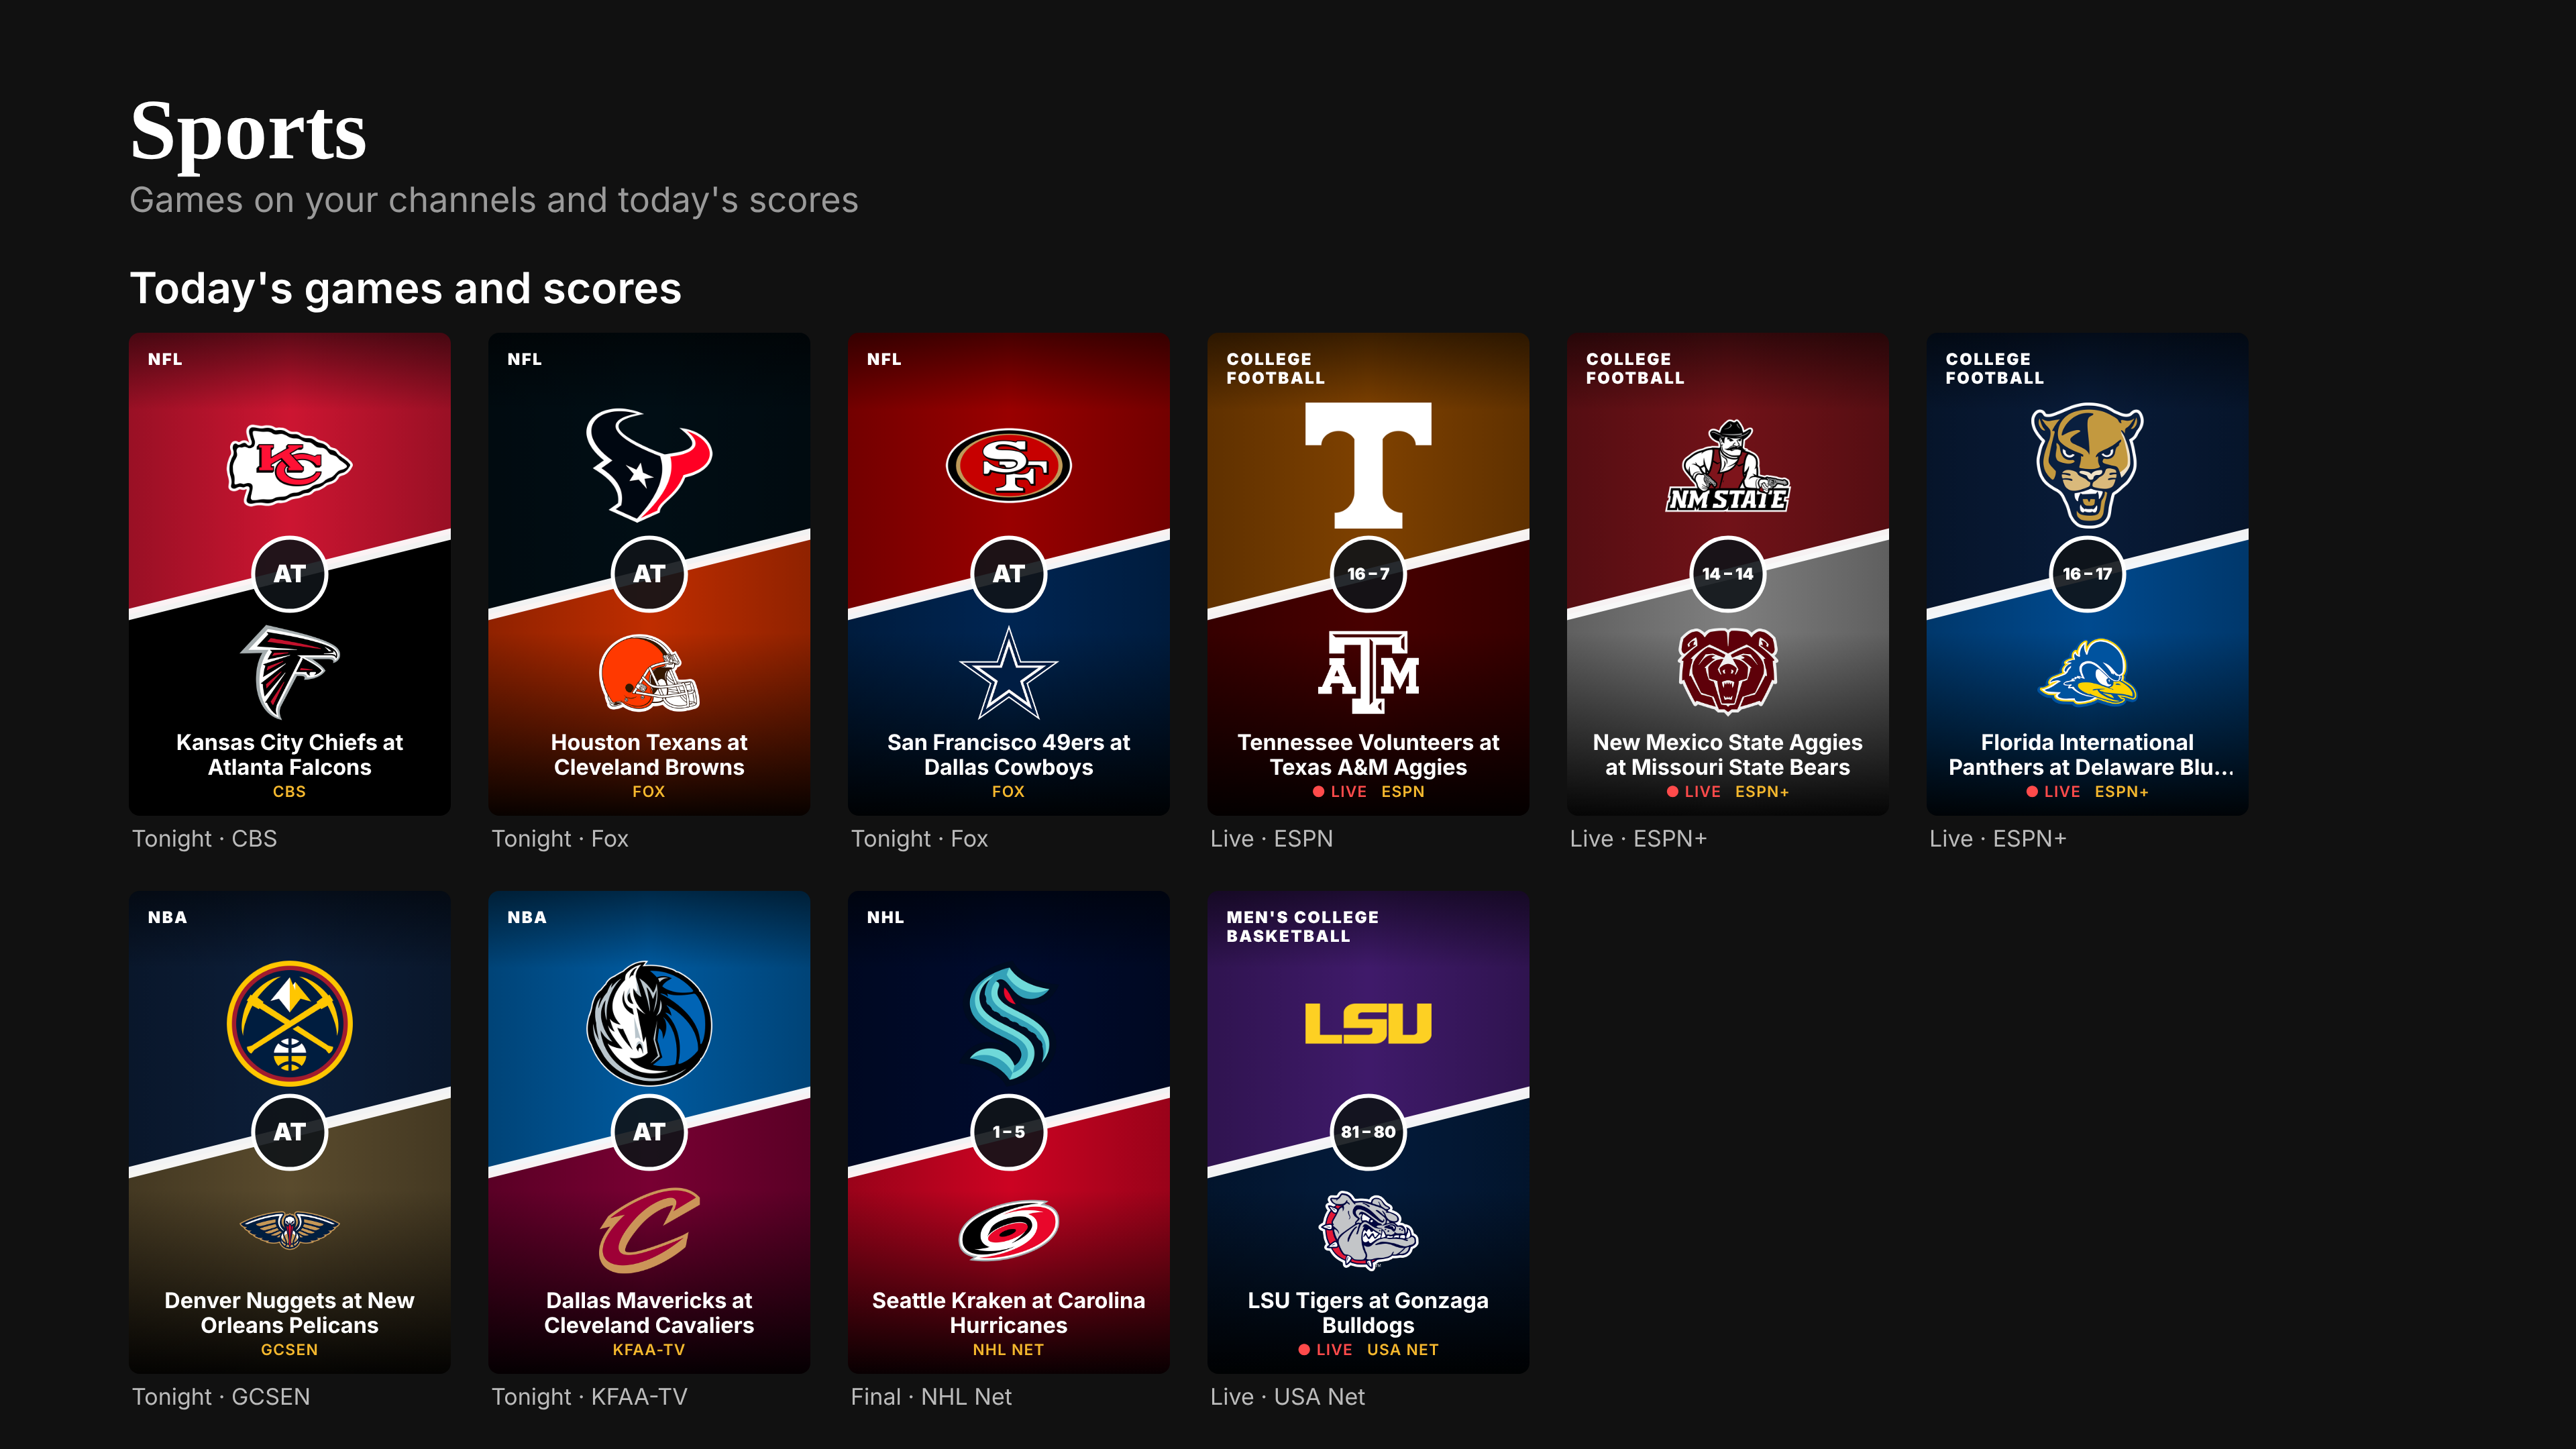 Sports
Games on your channels and today's scores
Today's games and scores
NFL
KC
AT
Kansas City Chiefs at
Atlanta Falcons
CBS
Tonight · CBS
NFL
AT
Houston Texans at
Cleveland Browns
FOX
Tonight · Fox
NFL
SF
AT
San Francisco 49ers at
Dallas Cowboys
FOX
Tonight · Fox
COLLEGE
FOOTBALL
T
16–7
ATM
Tennessee Volunteers at
Texas A&M Aggies
LIVE ESPN
Live · ESPN
COLLEGE
FOOTBALL
NM STATE
14–14
New Mexico State Aggies
at Missouri State Bears
LIVE ESPN+
Live · ESPN+
COLLEGE
FOOTBALL
16–17
Florida International
Panthers at Delaware Blu…
LIVE ESPN+
Live · ESPN+
NBA
AT
Denver Nuggets at New
Orleans Pelicans
GCSEN
Tonight · GCSEN
NBA
AT
C
Dallas Mavericks at
Cleveland Cavaliers
KFAA-TV
Tonight · KFAA-TV
NHL
1–5
Seattle Kraken at Carolina
Hurricanes
NHL NET
Final · NHL Net
MEN'S COLLEGE
BASKETBALL
LSU
81–80
LSU Tigers at Gonzaga
Bulldogs
LIVE USA NET
Live · USA Net